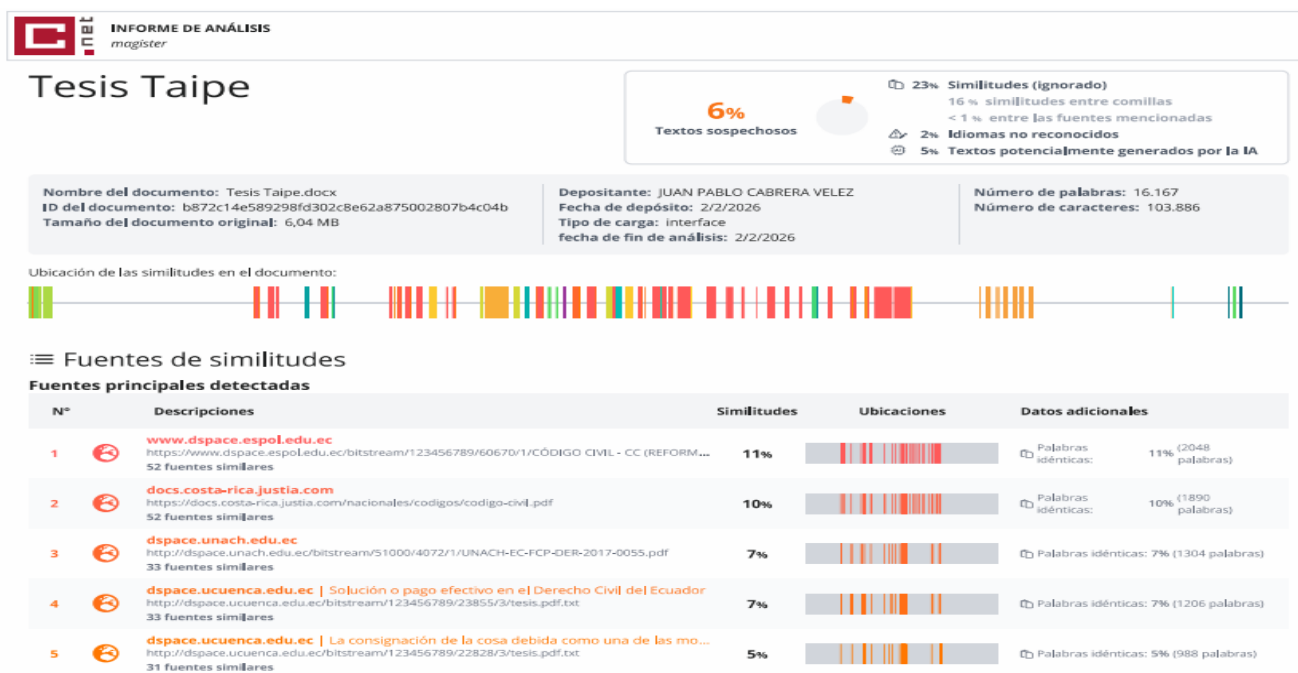 C .net
INFORME DE ANÁLISIS
magister
Tesis Taipe
6%
Textos sospechosos
23% Similitudes (ignorado)
16 % similitudes entre comillas
< 1 % entre las fuentes mencionadas
2% Idiomas no reconocidos
5% Textos potencialmente generados por la IA
Nombre del documento: Tesis Taipe.docx
ID del documento: b872c14e589298fd302c8e62a875002807b4c04b
Tamaño del documento original: 6,04 MB
Depositante: JUAN PABLO CABRERA VELEZ
Fecha de depósito: 2/2/2026
Tipo de carga: interface
fecha de fin de análisis: 2/2/2026
Número de palabras: 16.167
Número de caracteres: 103.886
Ubicación de las similitudes en el documento:
Fuentes de similitudes
Fuentes principales detectadas
N° Descripciones Similitudes Ubicaciones Datos adicionales
1 www.dspace.espol.edu.ec
https://www.dspace.espol.edu.ec/bitstream/123456789/60670/1/CÓDIGO CIVIL - CC (REFORM...
52 fuentes similares
11%
Palabras idénticas: 11% (2048 palabras)
2 docs.costa-rica.justia.com
https://docs.costa-rica.justia.com/nacionales/codigos/codigo-civil.pdf
52 fuentes similares
10%
Palabras idénticas: 10% (1890 palabras)
3 dspace.unach.edu.ec
http://dspace.unach.edu.ec/bitstream/51000/4072/1/UNACH-EC-FCP-DER-2017-0055.pdf
33 fuentes similares
7%
Palabras idénticas: 7% (1304 palabras)
4 dspace.ucuenca.edu.ec | Solución o pago efectivo en el Derecho Civil del Ecuador
http://dspace.ucuenca.edu.ec/bitstream/123456789/23855/3/tesis.pdf.txt
33 fuentes similares
7%
Palabras idénticas: 7% (1206 palabras)
5 dspace.ucuenca.edu.ec | La consignación de la cosa debida como una de las mo...
http://dspace.ucuenca.edu.ec/bitstream/123456789/22828/3/tesis.pdf.txt
31 fuentes similares
5%
Palabras idénticas: 5% (988 palabras)